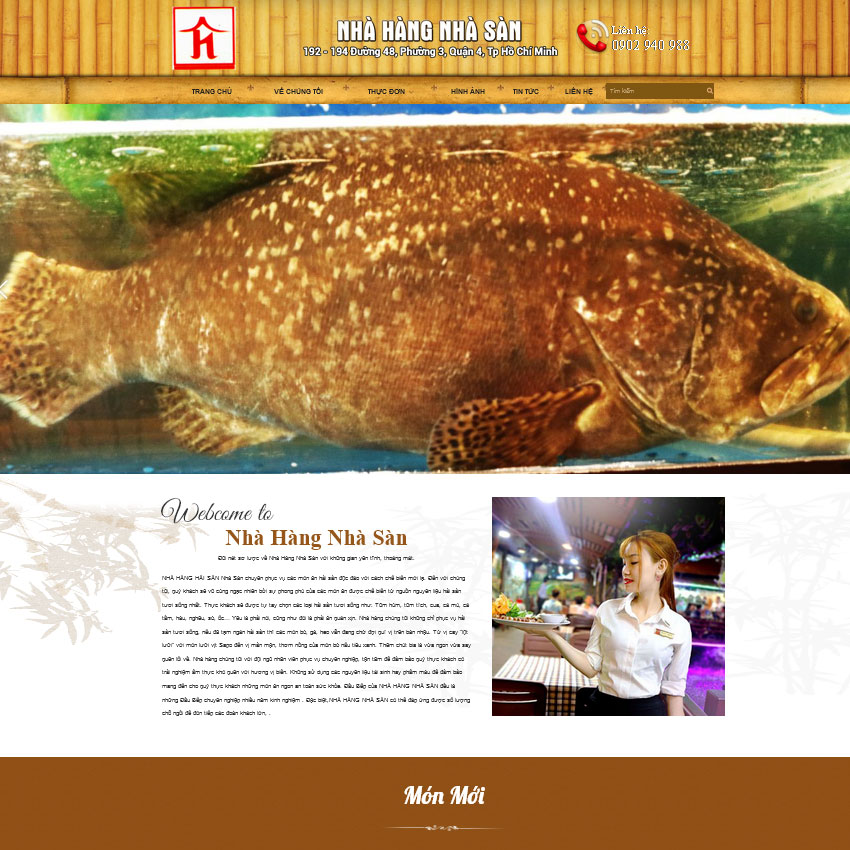 NHÀ HÀNG NHÀ SÀN
192 - 194 Đường 48, Phường 3, Quận 4, Tp Hồ Chí Minh
Liên hệ:
0902 940 988
TRANG CHỦ
VỀ CHÚNG TÔI
THỰC ĐƠN
HÌNH ẢNH
TIN TỨC
LIÊN HỆ
Tìm kiếm
Welcome to
Nhà Hàng Nhà Sàn
Đôi nét sơ lược về Nhà Hàng Nhà Sàn với không gian yên tĩnh, thoáng mát.
NHÀ HÀNG HẢI SẢN Nhà Sàn chuyên phục vụ các món ăn hải sản độc đáo với cách chế biến mới lạ. Đến với chúng
tôi, quý khách sẽ vô cùng ngạc nhiên bởi sự phong phú của các món ăn được chế biến từ nguồn nguyên liệu hải sản
tươi sống nhất. Thực khách sẽ được tự tay chọn các loại hải sản tươi sống như: Tôm hùm, tôm tích, cua, cá mú, cá
tầm, hàu, nghêu, sò, ốc... Yêu là phải nói, cũng như đói là phải ăn quán xịn. Nhà hàng chúng tôi không chỉ phục vụ hải
sản tươi sống, nếu đã tạm ngán hải sản thì các món bò, gà, heo vẫn đang chờ đợi quí vị trên bàn nhậu. Từ vị cay "lột
lưỡi" với món lưỡi vịt Sapo đến vị mằn mặn, thơm nồng của món bò nấu tiêu xanh. Thêm chút bia là vừa ngon vừa say
quên lối về. Nhà hàng chúng tôi với đội ngũ nhân viên phục vụ chuyên nghiệp, tận tâm để đảm bảo quý thực khách có
trải nghiệm ẩm thực khó quên với hương vị biển. Không sử dụng các nguyên liệu tái sinh hay phẩm màu để đảm bảo
mang đến cho quý thực khách những món ăn ngon an toàn sức khỏe. Đầu Bếp của NHÀ HÀNG NHÀ SÀN đều là
những Đầu Bếp chuyên nghiệp nhiều năm kinh nghiệm . Đặc biệt,NHÀ HÀNG NHÀ SÀN có thể đáp ứng được số lượng
chỗ ngồi để đón tiếp các đoàn khách lớn, .
Món Mới